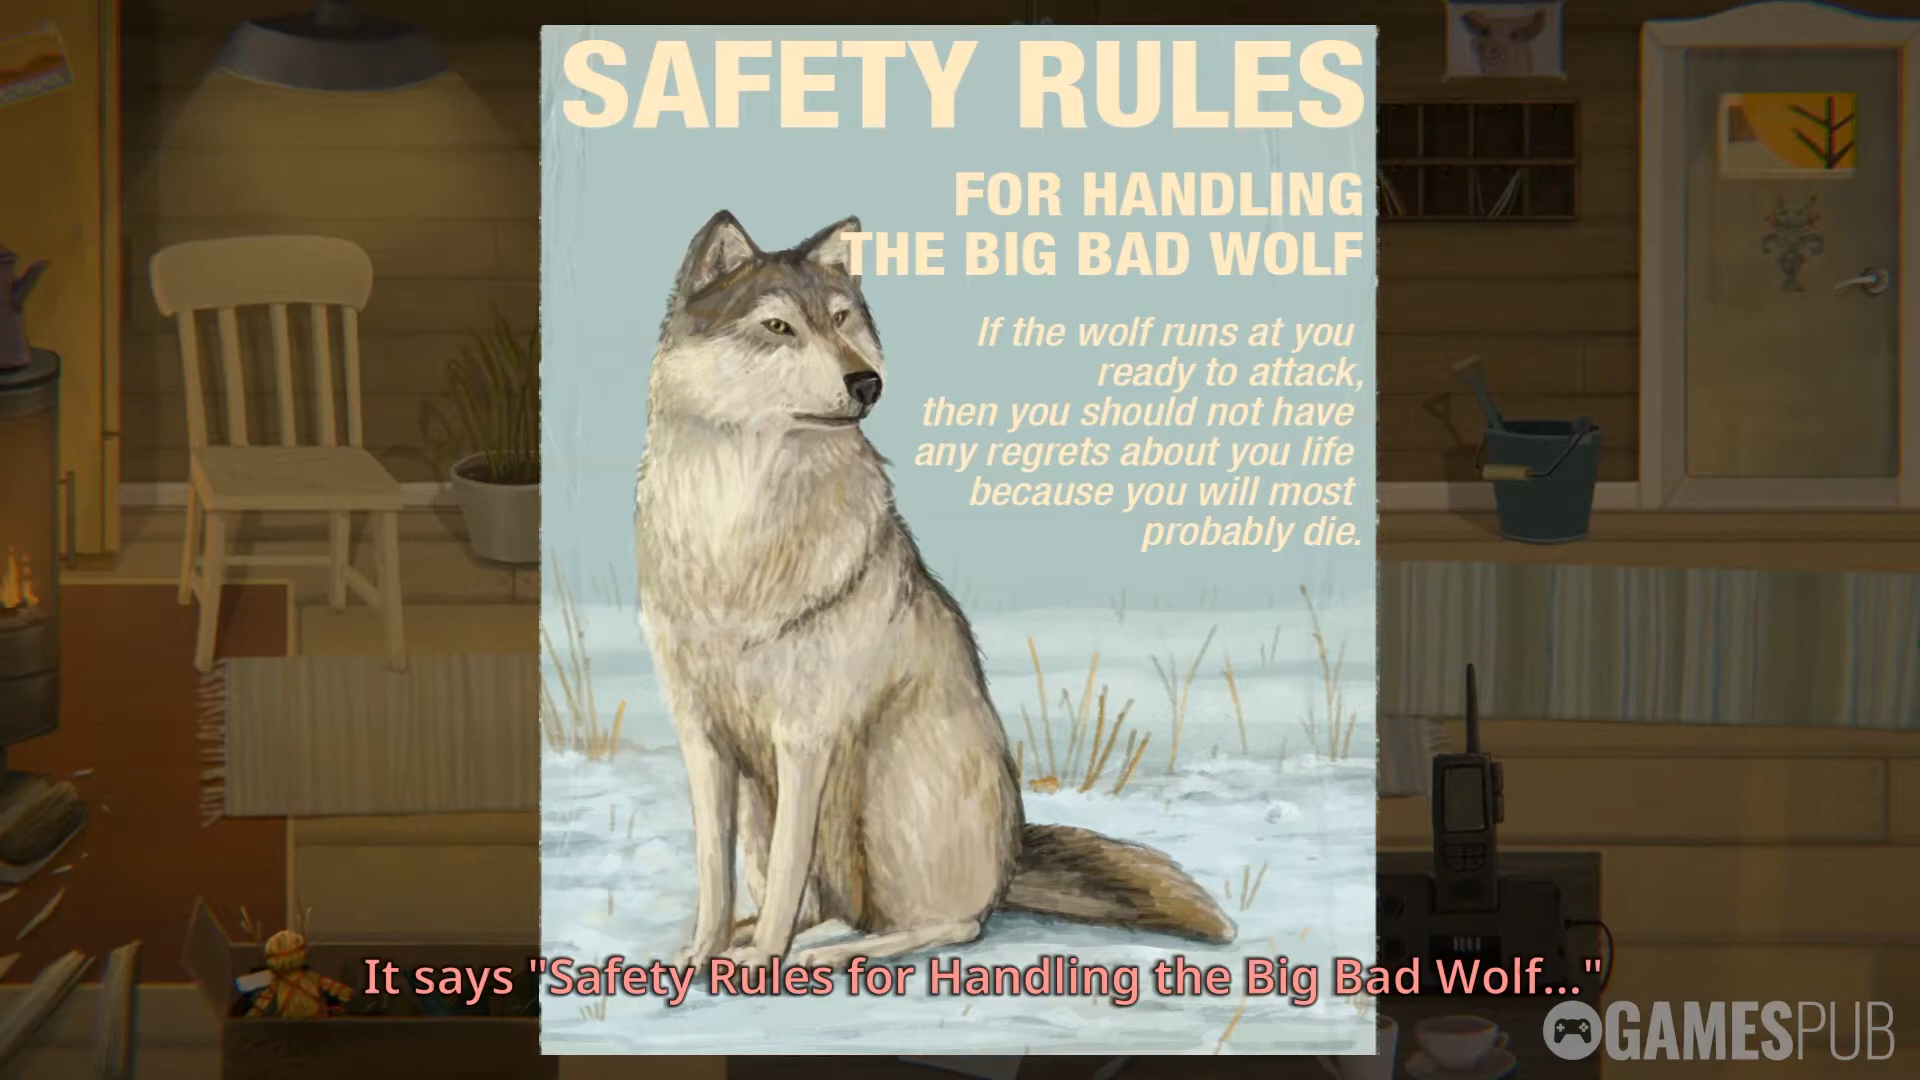 SAFETY RULES
FOR HANDLING
THE BIG BAD WOLF
If the wolf runs at you
ready to attack,
then you should not have
any regrets about you life
because you will most
probably die.
It says "Safety Rules for Handling the Big Bad Wolf..."
GAMESPUB